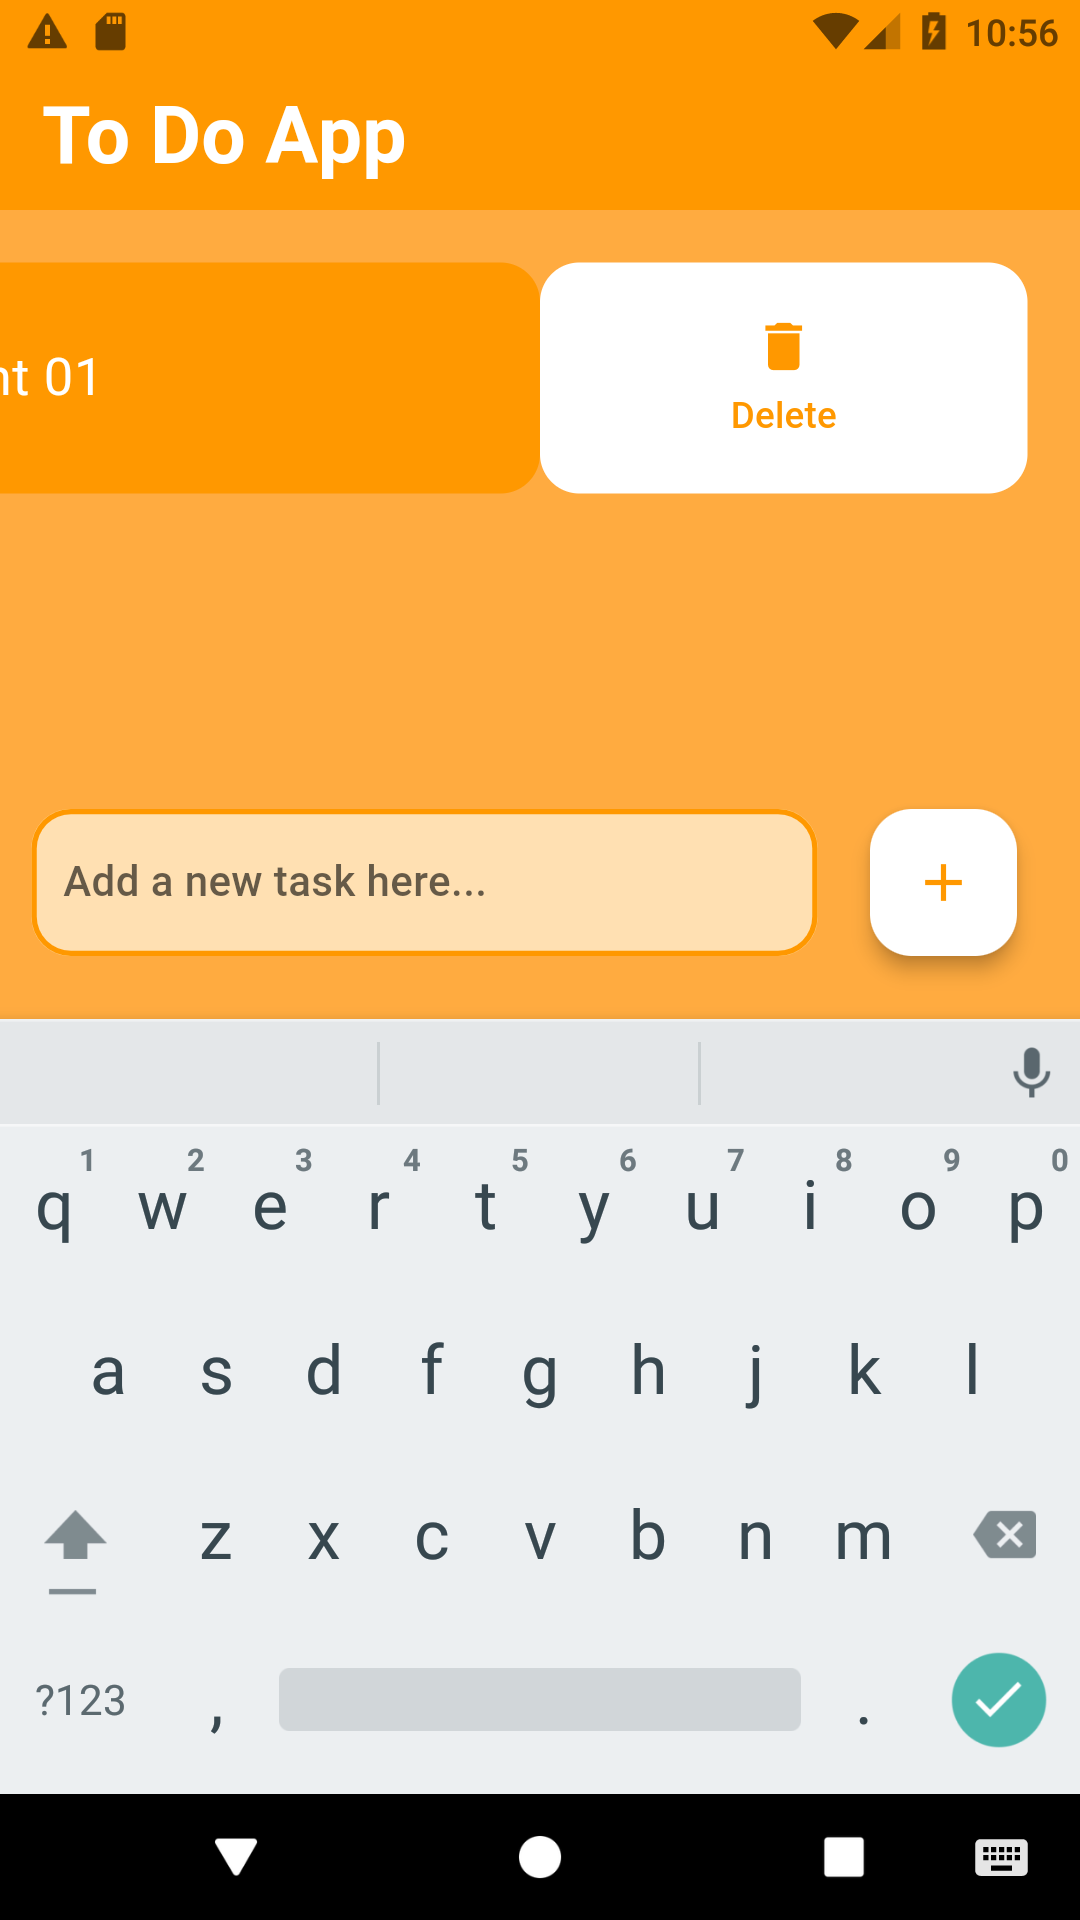 10:56
To Do App
nt 01
Delete
Add a new task here...
1 2 3 4 5 6 7 8 9 0
q w e r t y u i o p
a s d f g h j k l
z x c v b n m
?123 , .